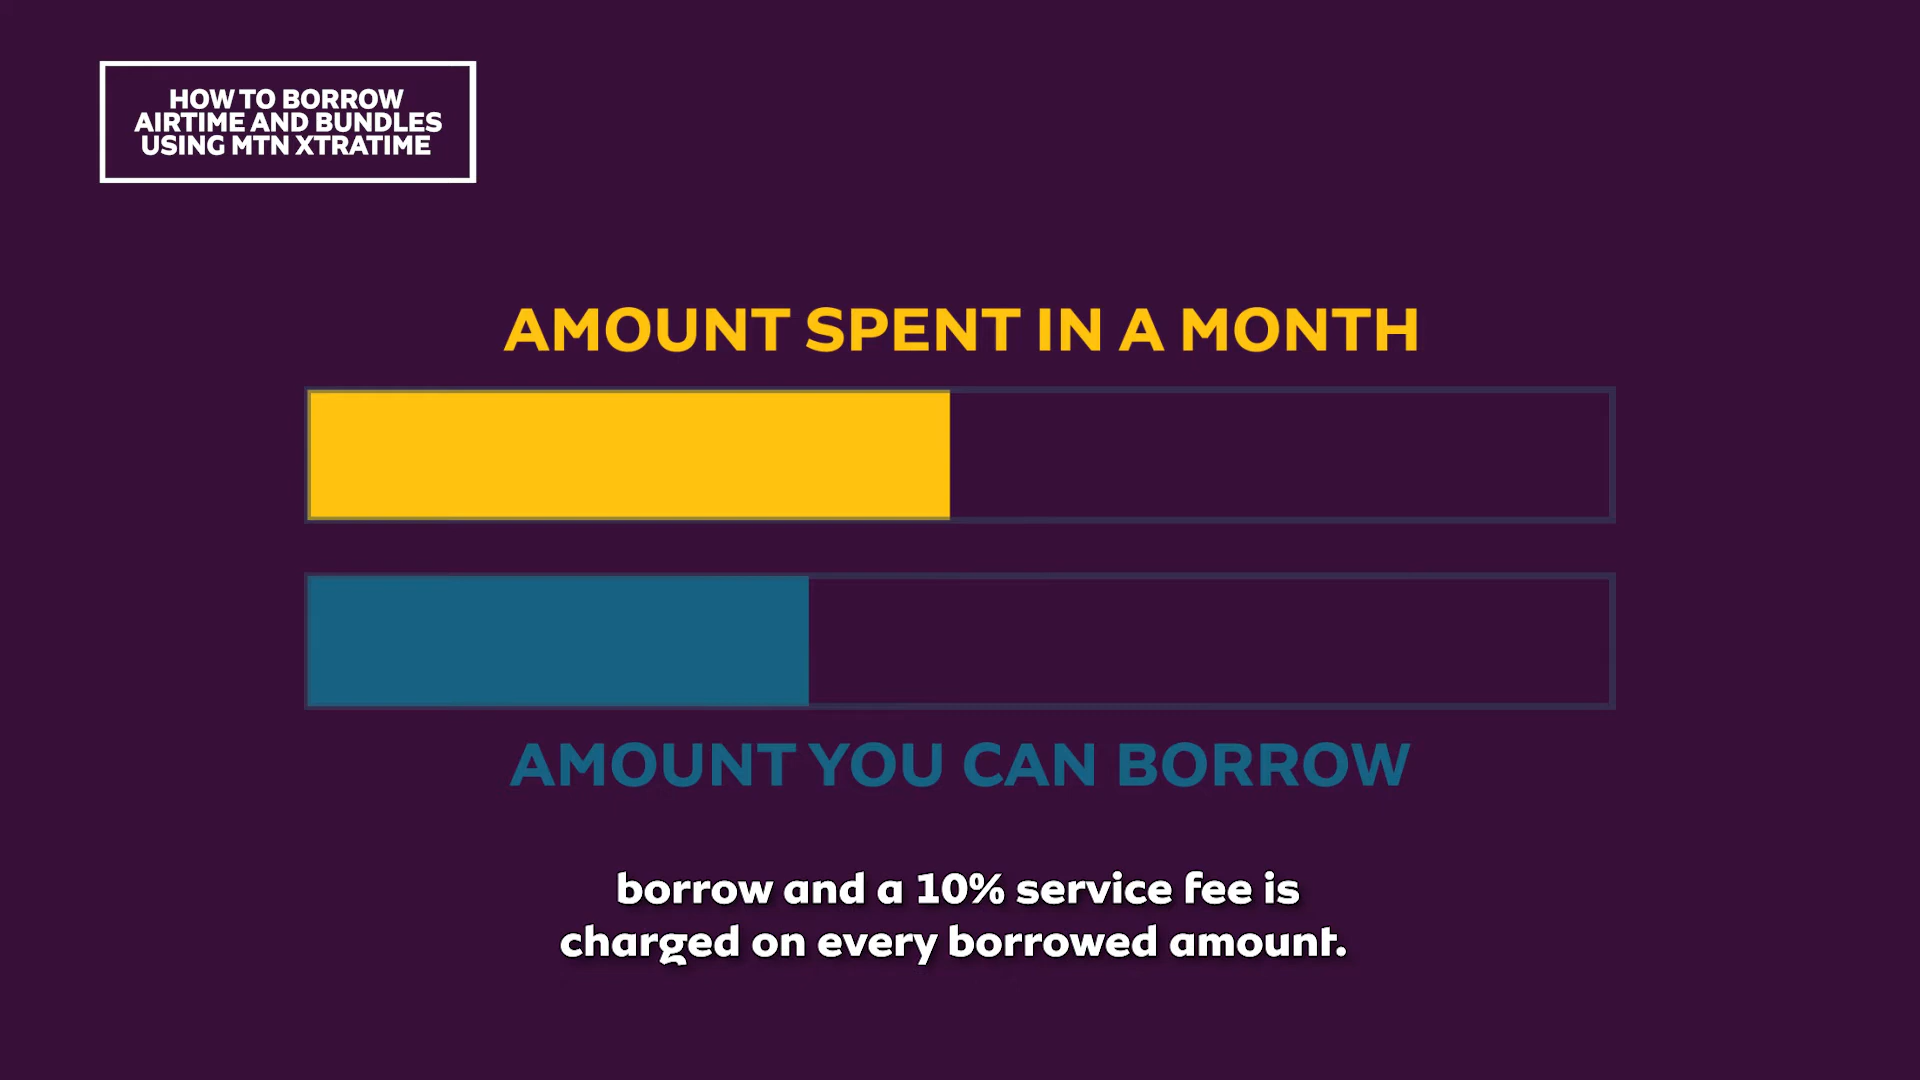 HOW TO BORROW
AIRTIME AND BUNDLES
USING MTN XTRATIME
AMOUNT SPENT IN A MONTH
AMOUNT YOU CAN BORROW
borrow and a 10% service fee is
charged on every borrowed amount.